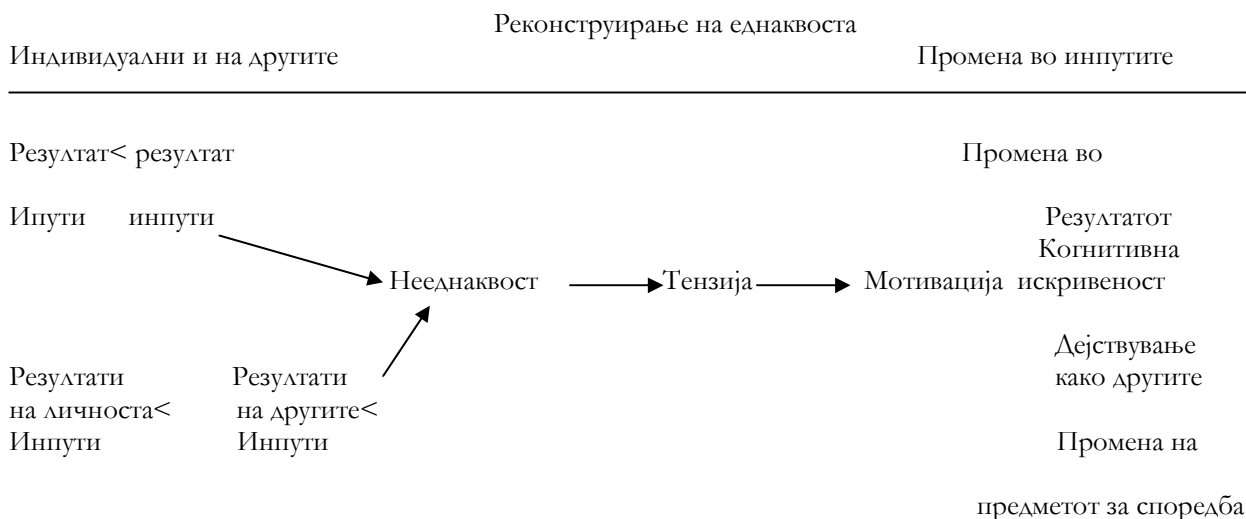 Реконструирање на еднаквоста
Индивидуални и на другите Промена во инпутите
Резултат< резултат Промена во
Ипути инпути Резултатот
Когнитивна
Нееднаквост Тензија Мотивација искривеност
Дејствување
Резултати Резултати како другите
на личноста< на другите<
Инпути Инпути Промена на
предметот за споредба